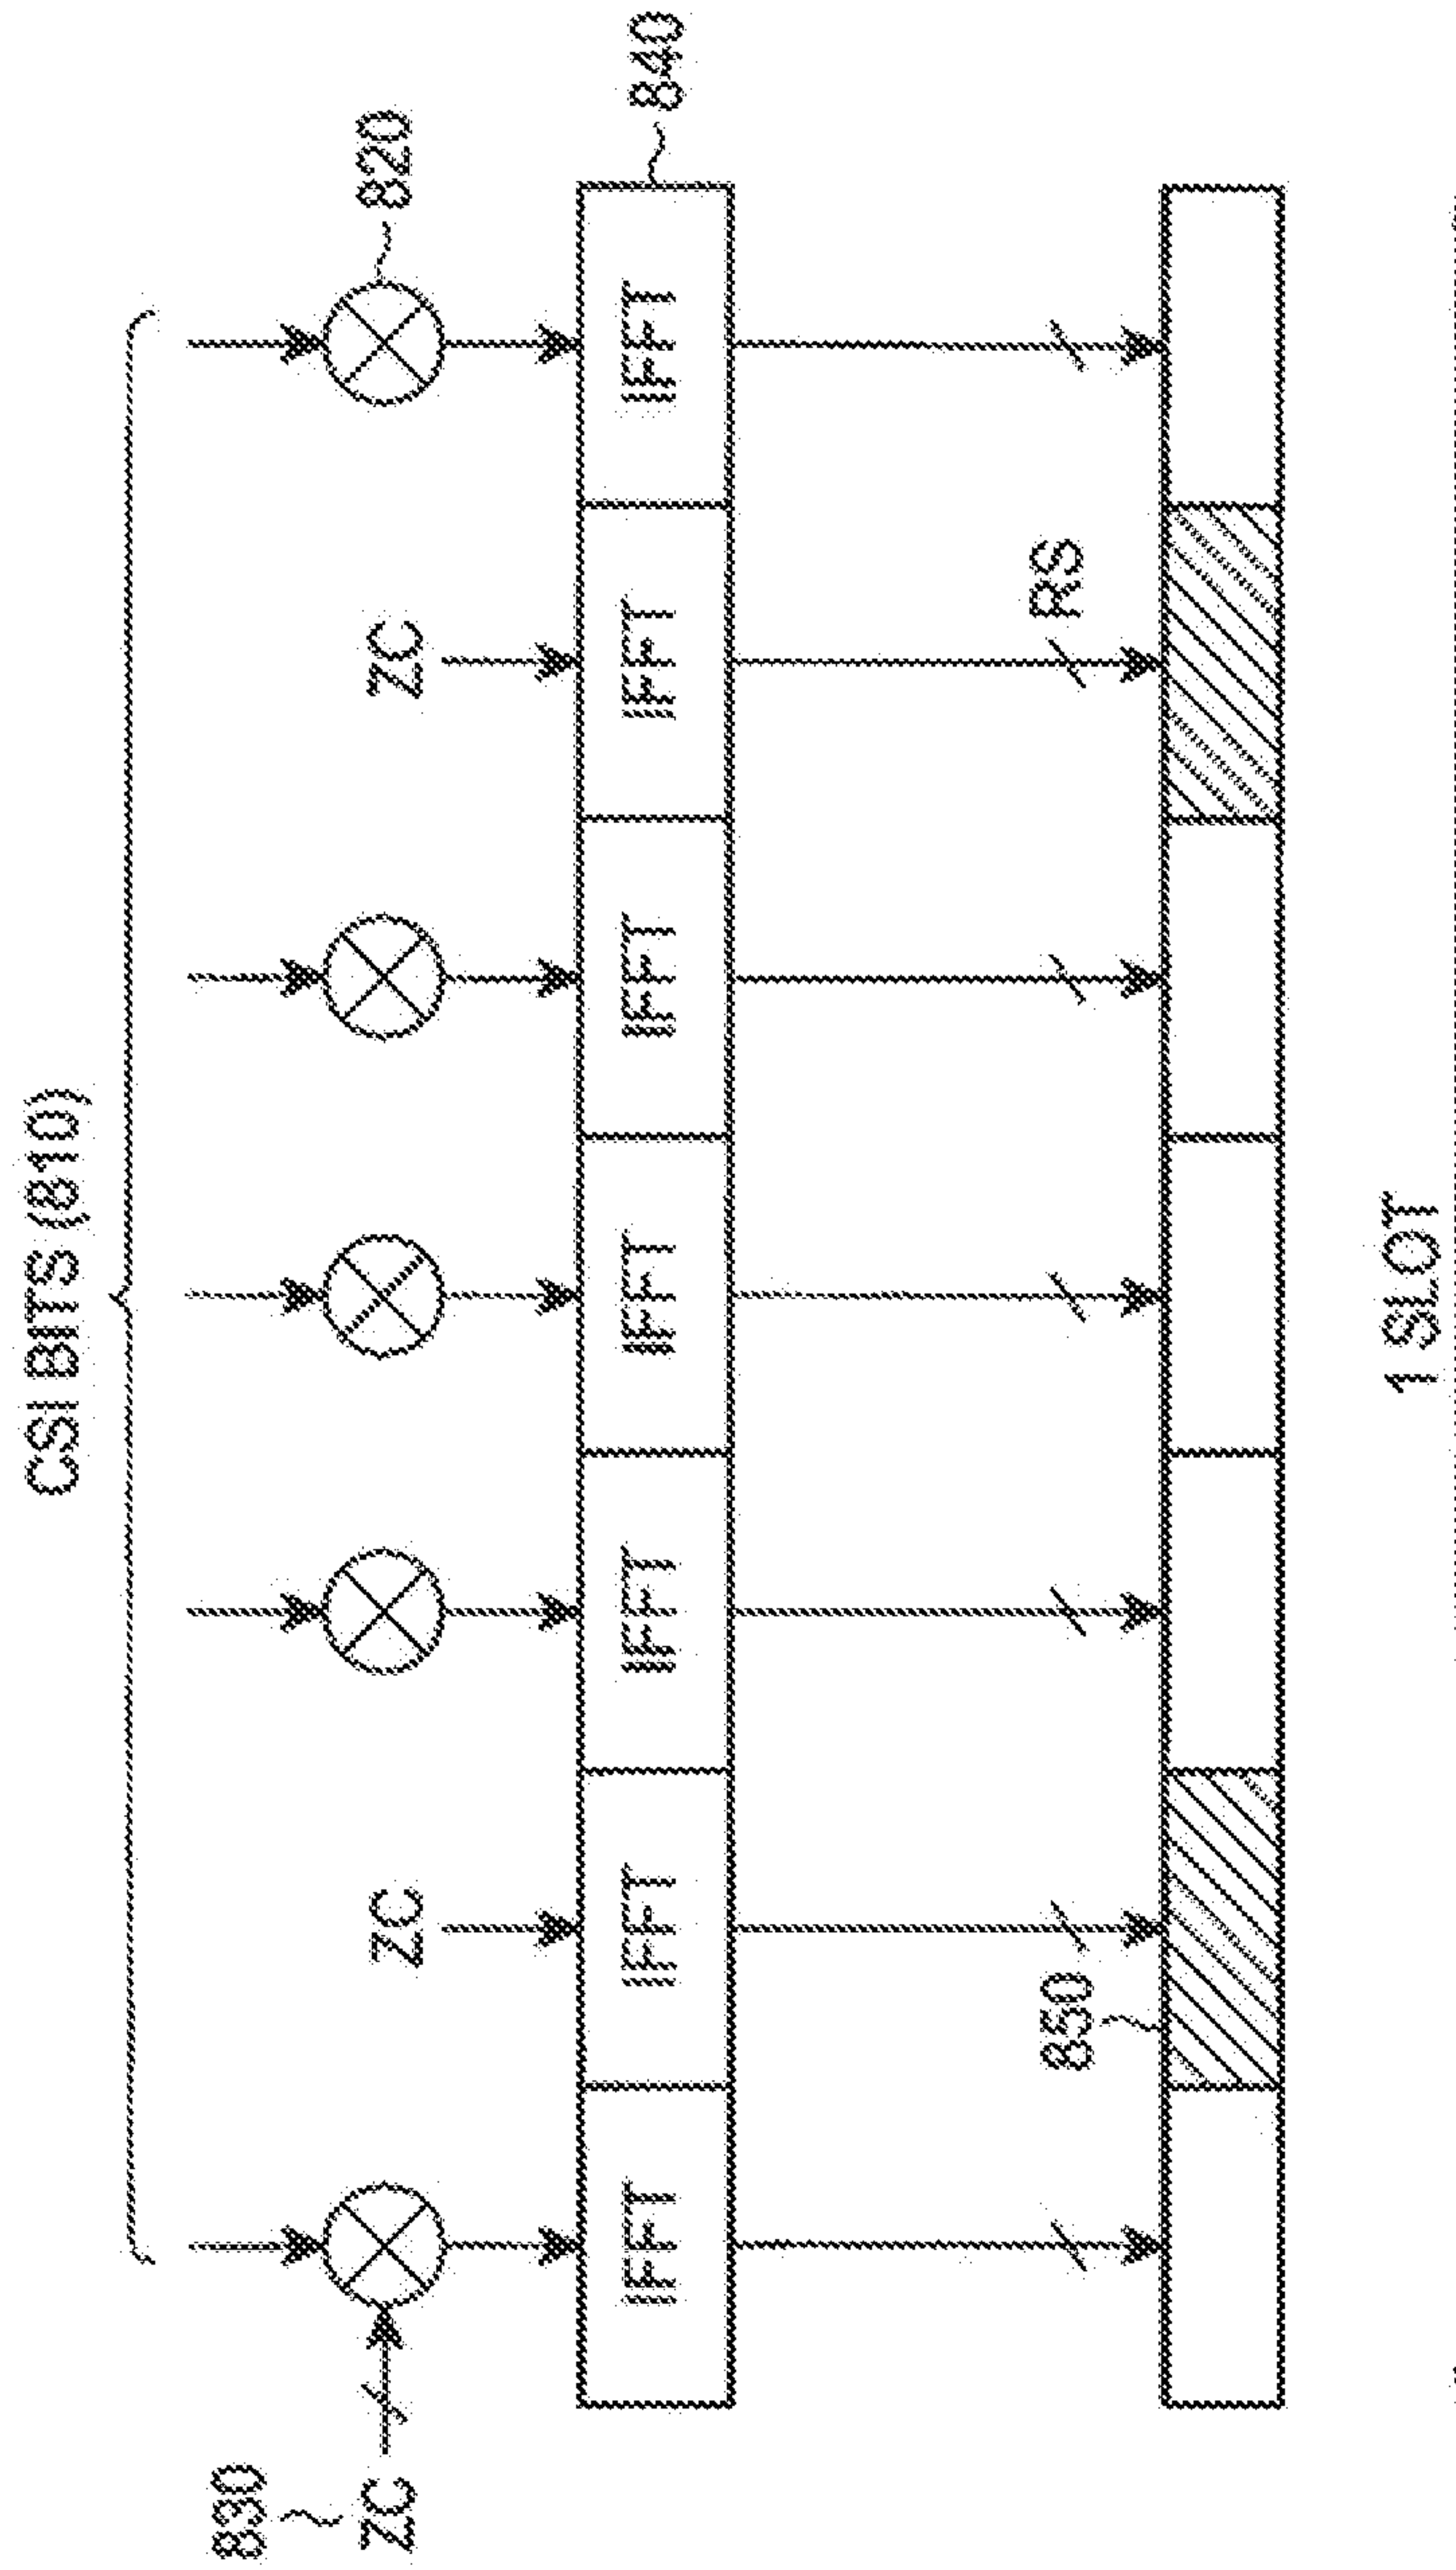 CSI BITS (810)
820
830
ZC
ZC
ZC
IFFT
IFFT
IFFT
IFFT
IFFT
IFFT
IFFT
840
850
RS
1 SLOT